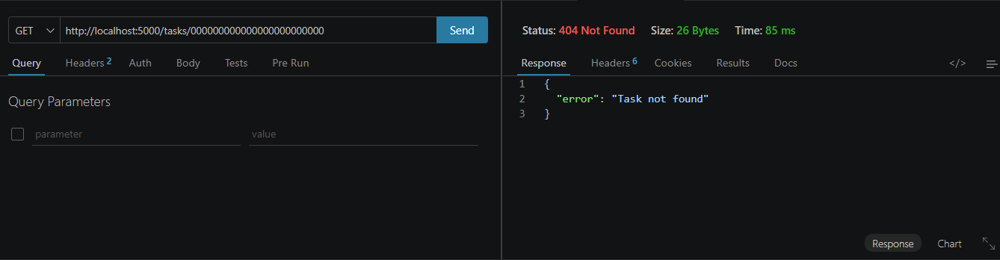 GET http://localhost:5000/tasks/000000000000000000000000 Send
Query Headers 2 Auth Body Tests Pre Run
Query Parameters
parameter value
Status: 404 Not Found Size: 26 Bytes Time: 85 ms
Response Headers 6 Cookies Results Docs </>
1 {
2 "error": "Task not found"
3 }
Response Chart